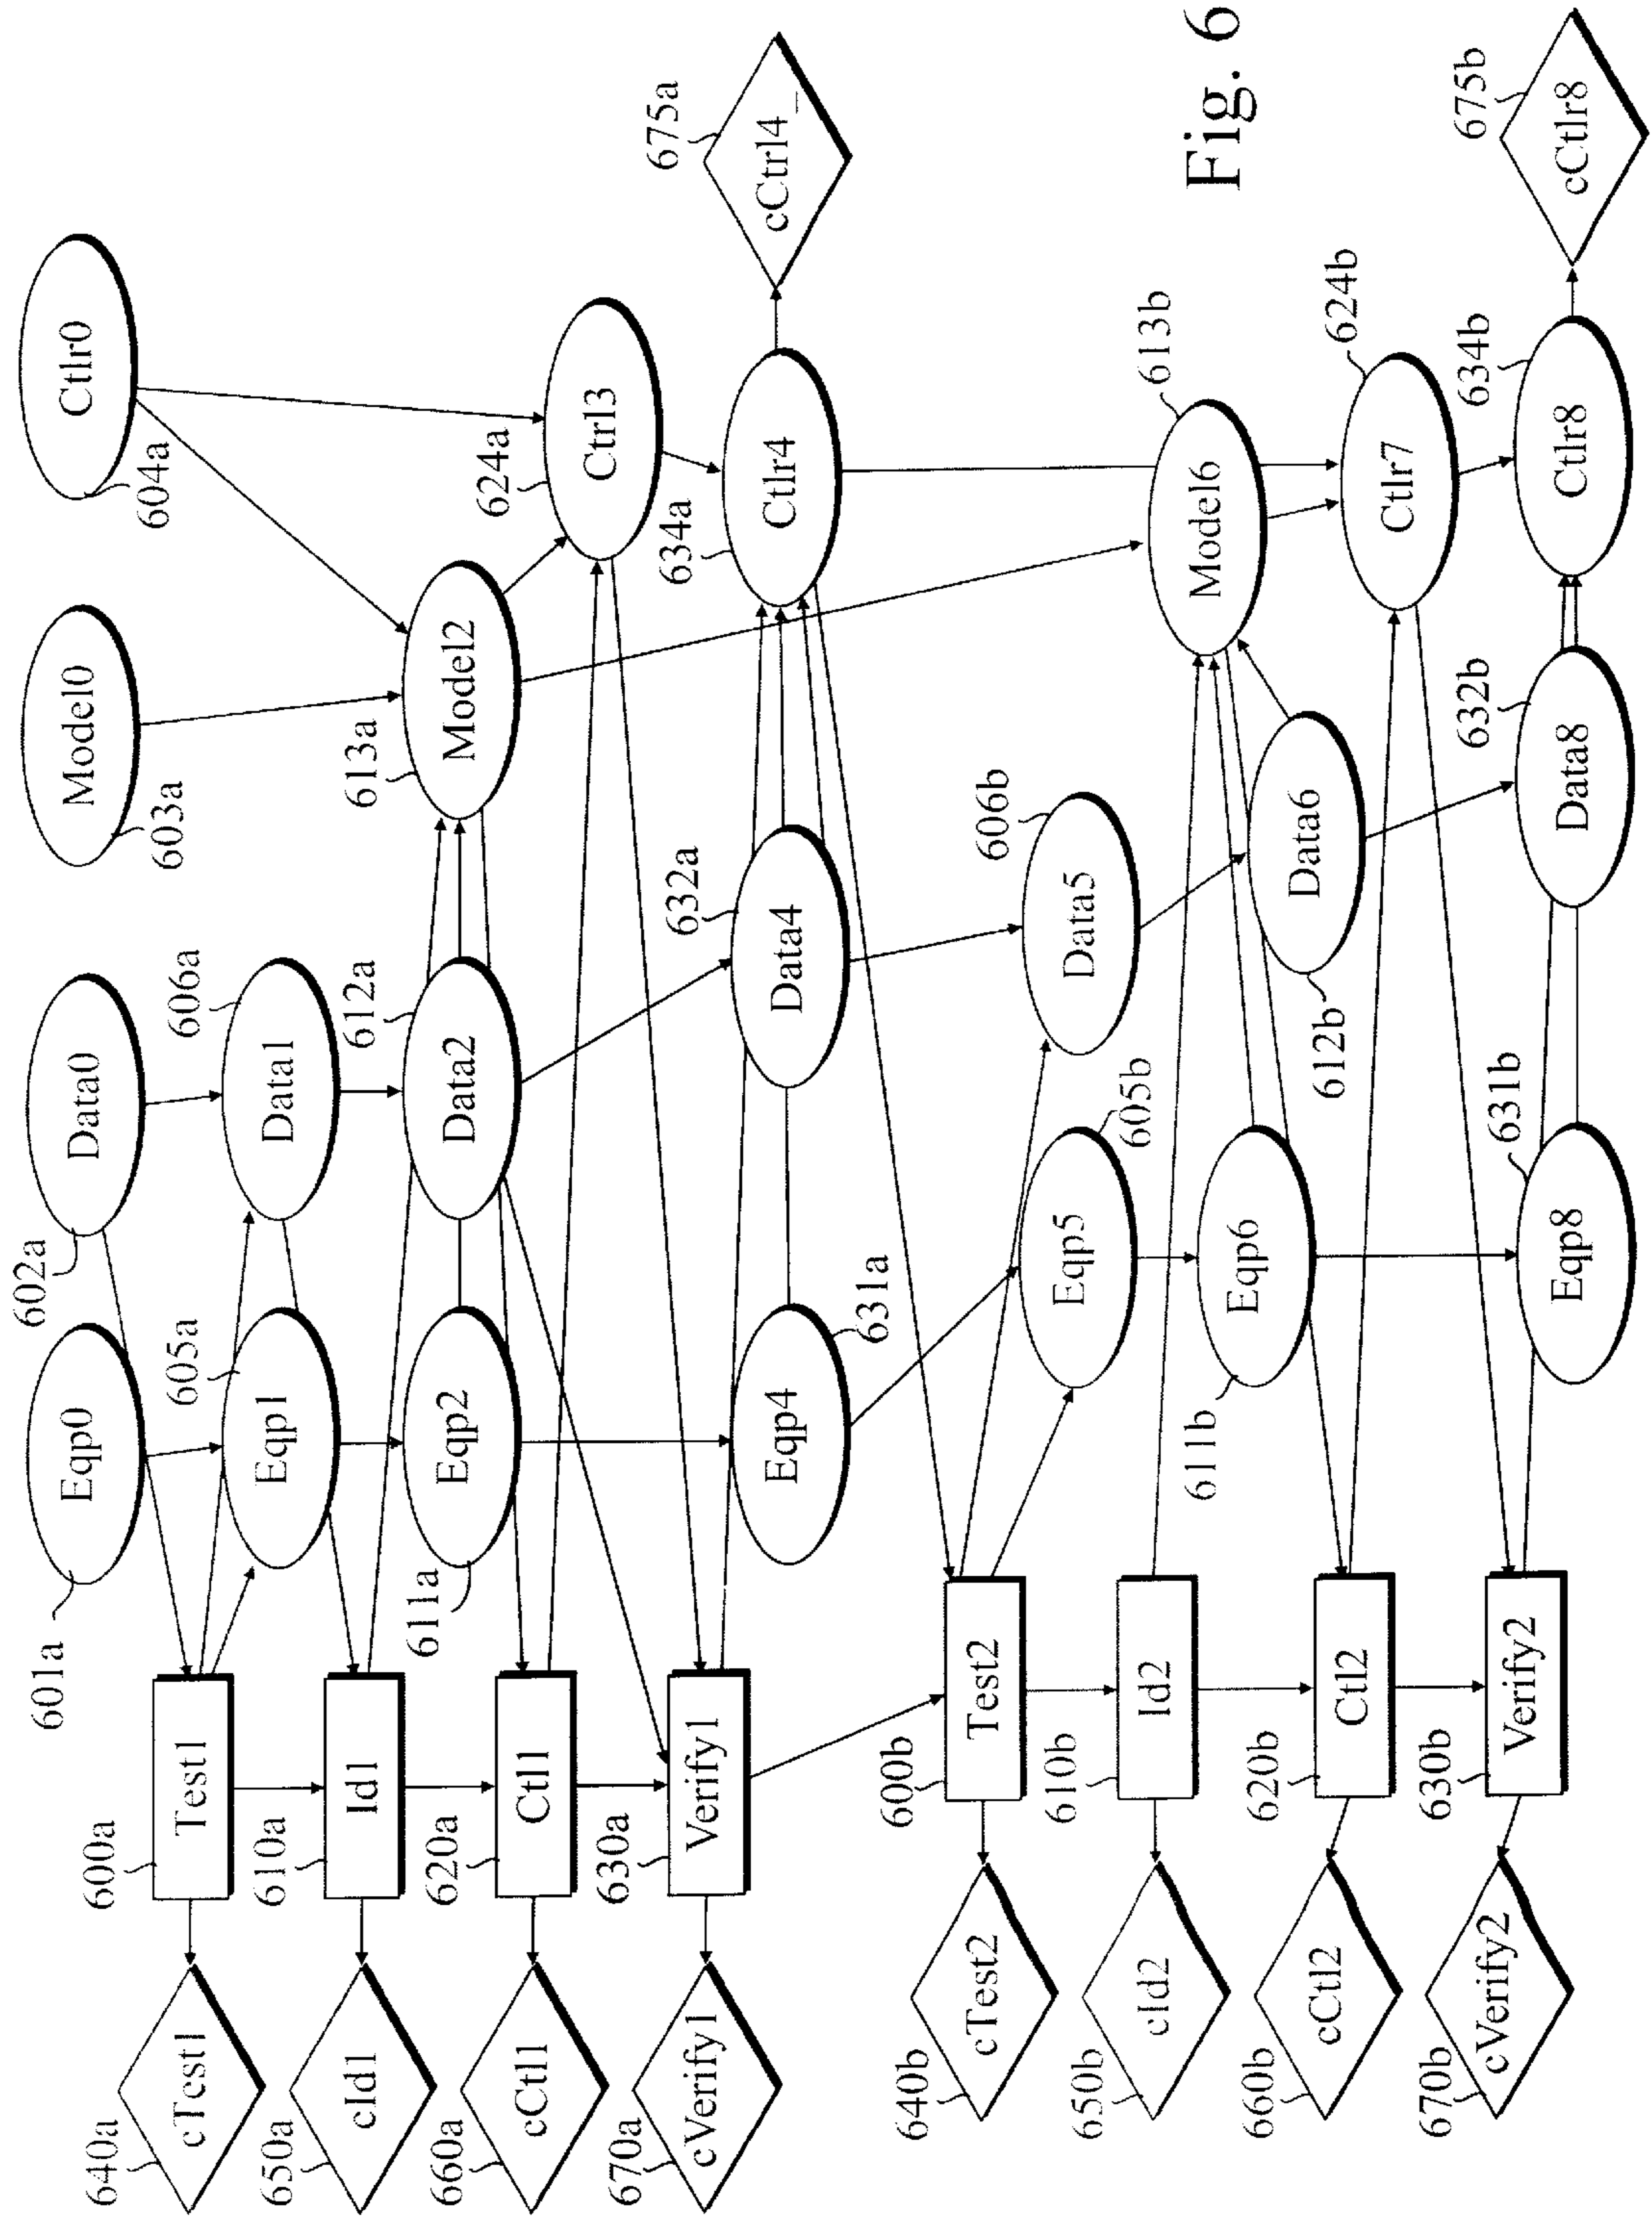 640a
cTest1
600a
Test1
601a
Eqp0
602a
Data0
603a
Model0
604a
Ctlr0
650a
cId1
610a
Id1
605a
Eqp1
606a
Data1
660a
cCtl1
620a
Ctl1
611a
Eqp2
612a
Data2
613a
Model2
624a
Ctrl3
670a
cVerify1
630a
Verify1
631a
Eqp4
632a
Data4
634a
Ctlr4
675a
cCtrl4_
640b
cTest2
600b
Test2
605b
Eqp5
606b
Data5
650b
cId2
610b
Id2
611b
Eqp6
612b
Data6
613b
Model6
Fig. 6
660b
cCtl2
620b
Ctl2
624b
Ctlr7
670b
cVerify2
630b
Verify2
631b
Eqp8
632b
Data8
634b
Ctlr8
675b
cCtlr8